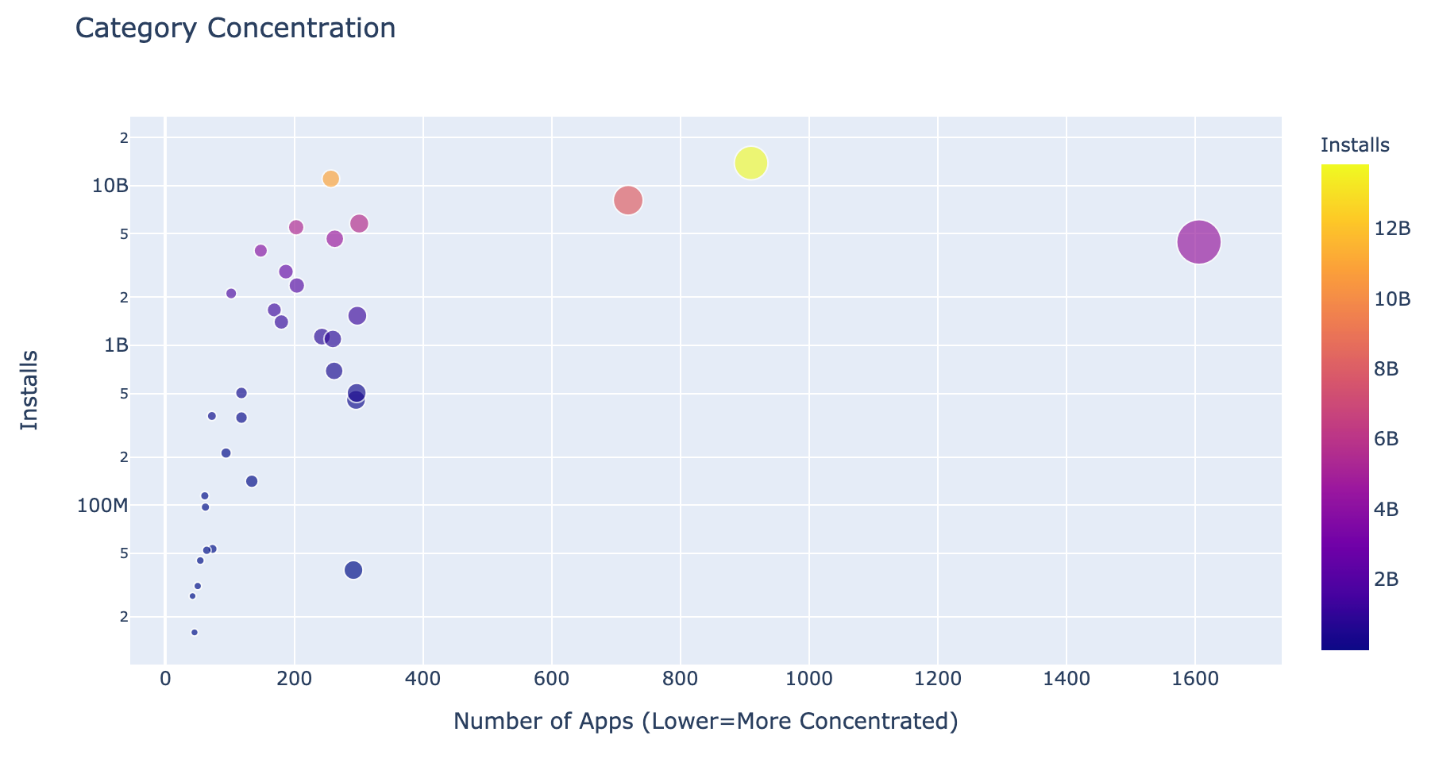 Category Concentration
Installs
2
10B
5
2
1B
5
2
100M
5
2
0 200 400 600 800 1000 1200 1400 1600
Number of Apps (Lower=More Concentrated)
Installs
12B
10B
8B
6B
4B
2B